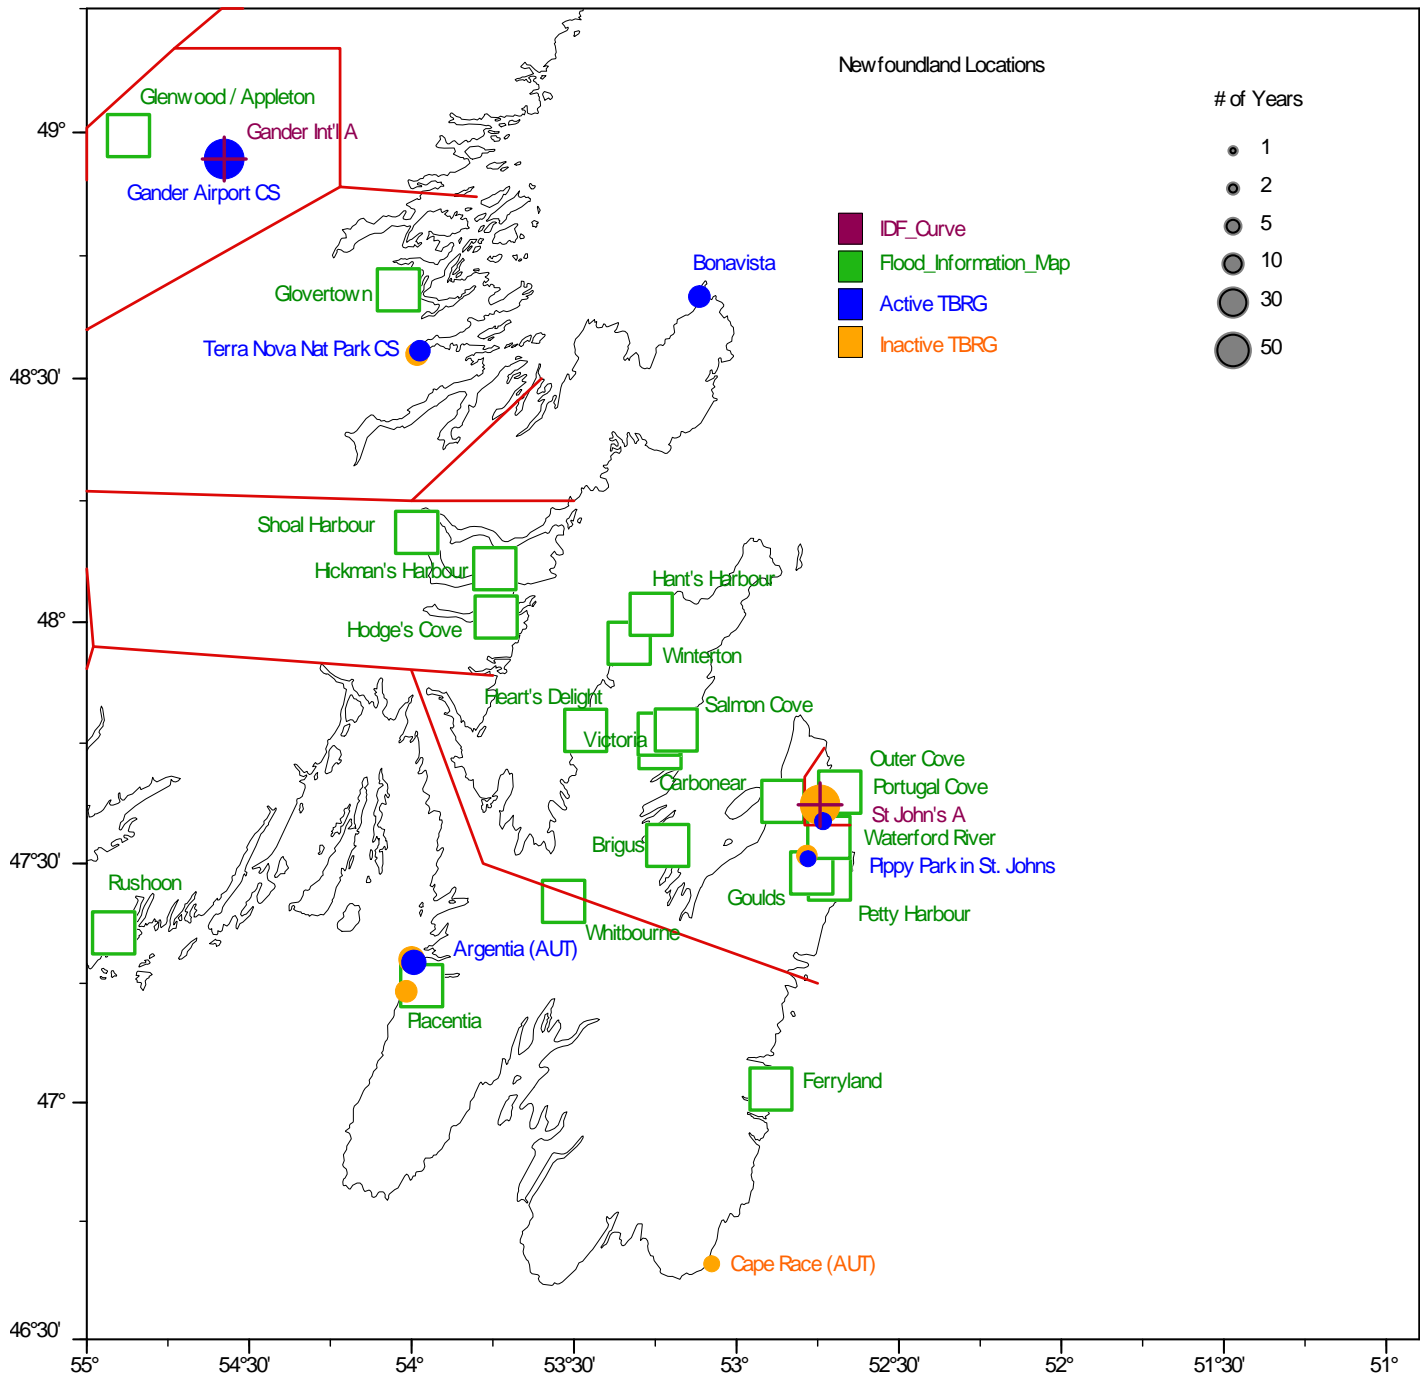 Newfoundland Locations
# of Years
1
2
5
10
30
50
IDF_Curve
Flood_Information_Map
Active TBRG
Inactive TBRG
Glenwood / Appleton
Gander Int'l A
Gander Airport CS
Glovertown
Terra Nova Nat Park CS
Bonavista
Shoal Harbour
Hickman's Harbour
Hodge's Cove
Hant's Harbour
Winterton
Heart's Delight
Salmon Cove
Victoria
Carbonear
Outer Cove
Portugal Cove
St John's A
Waterford River
Pippy Park in St. Johns
Brigus
Goulds
Petty Harbour
Rushoon
Whitbourne
Argentia (AUT)
Placentia
Ferryland
Cape Race (AUT)
49°
48°30'
48°
47°30'
47°
46°30'
55°
54°30'
54°
53°30'
53°
52°30'
52°
51°30'
51°